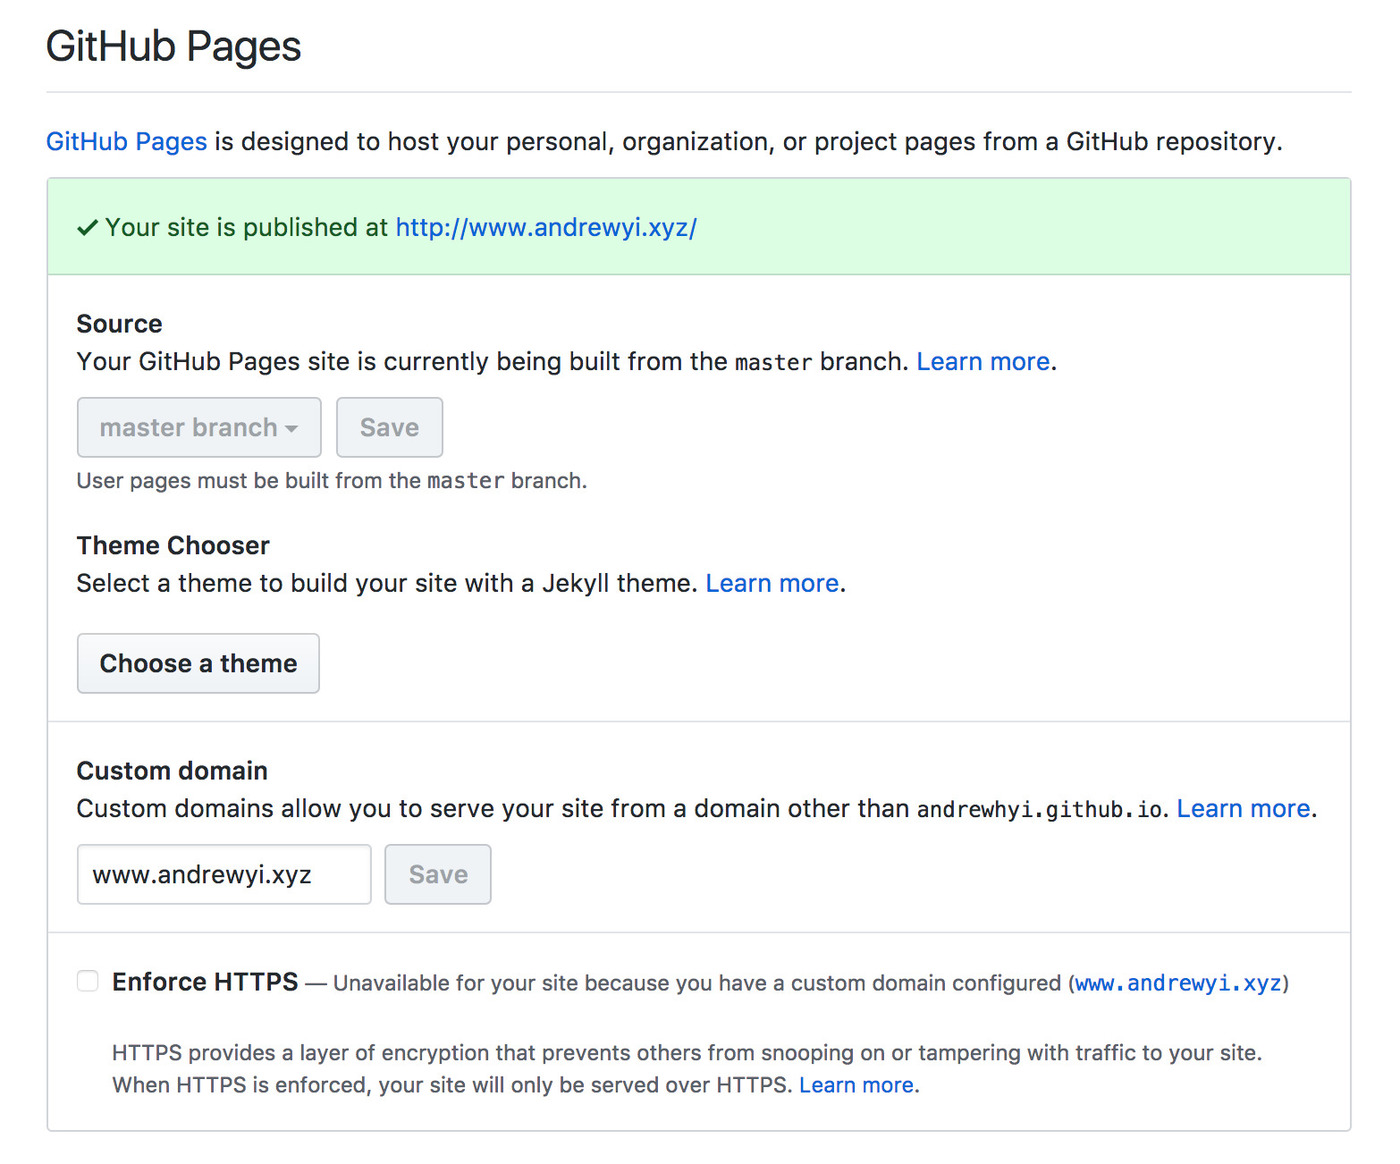 GitHub Pages
GitHub Pages is designed to host your personal, organization, or project pages from a GitHub repository.
Your site is published at http://www.andrewyi.xyz/
Source
Your GitHub Pages site is currently being built from the master branch. Learn more.
master branch Save
User pages must be built from the master branch.
Theme Chooser
Select a theme to build your site with a Jekyll theme. Learn more.
Choose a theme
Custom domain
Custom domains allow you to serve your site from a domain other than andrewhyi.github.io. Learn more.
www.andrewyi.xyz Save
Enforce HTTPS — Unavailable for your site because you have a custom domain configured (www.andrewyi.xyz)
HTTPS provides a layer of encryption that prevents others from snooping on or tampering with traffic to your site.
When HTTPS is enforced, your site will only be served over HTTPS. Learn more.